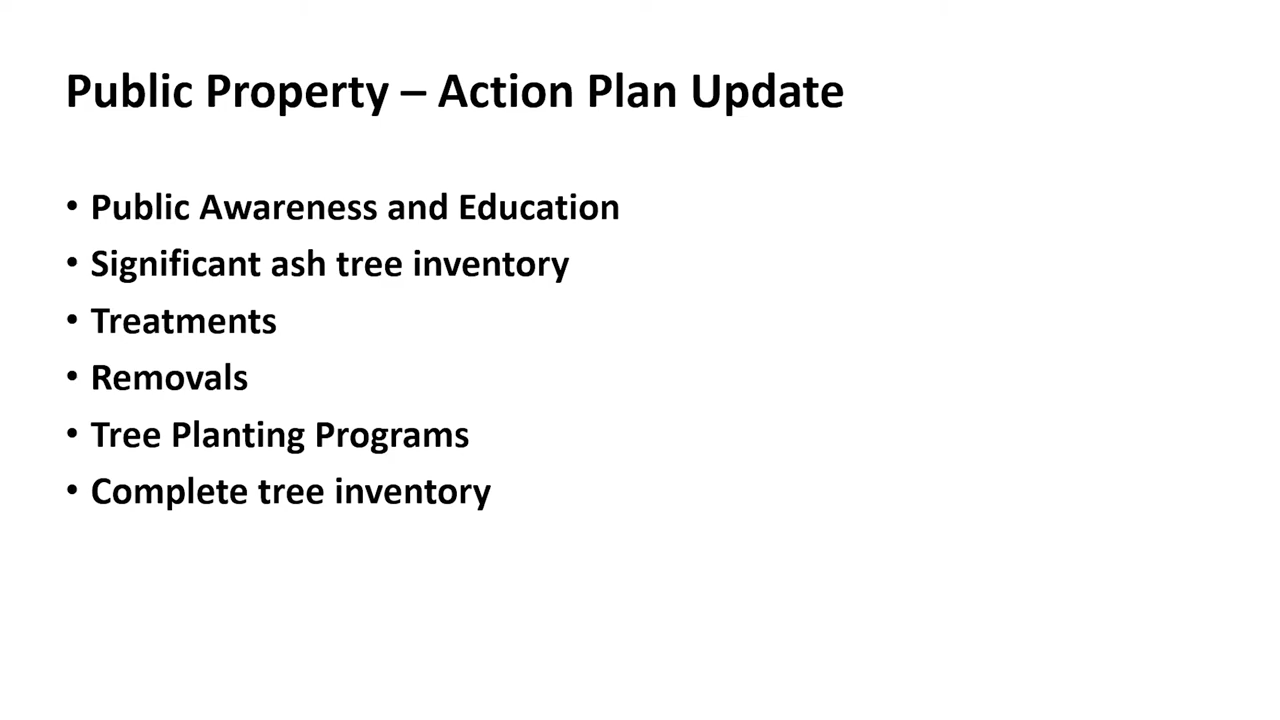 Public Property – Action Plan Update
• Public Awareness and Education
• Significant ash tree inventory
• Treatments
• Removals
• Tree Planting Programs
• Complete tree inventory